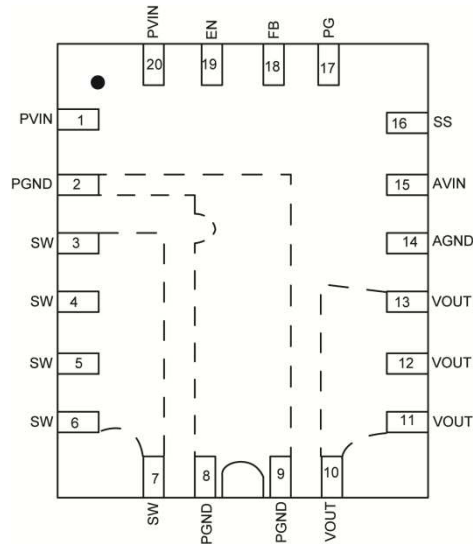 PVIN
EN
FB
PG
20
19
18
17
PVIN 1
16 SS
PGND 2
15 AVIN
SW 3
14 AGND
SW 4
13 VOUT
SW 5
12 VOUT
SW 6
11 VOUT
7
8
9
10
SW
PGND
PGND
VOUT